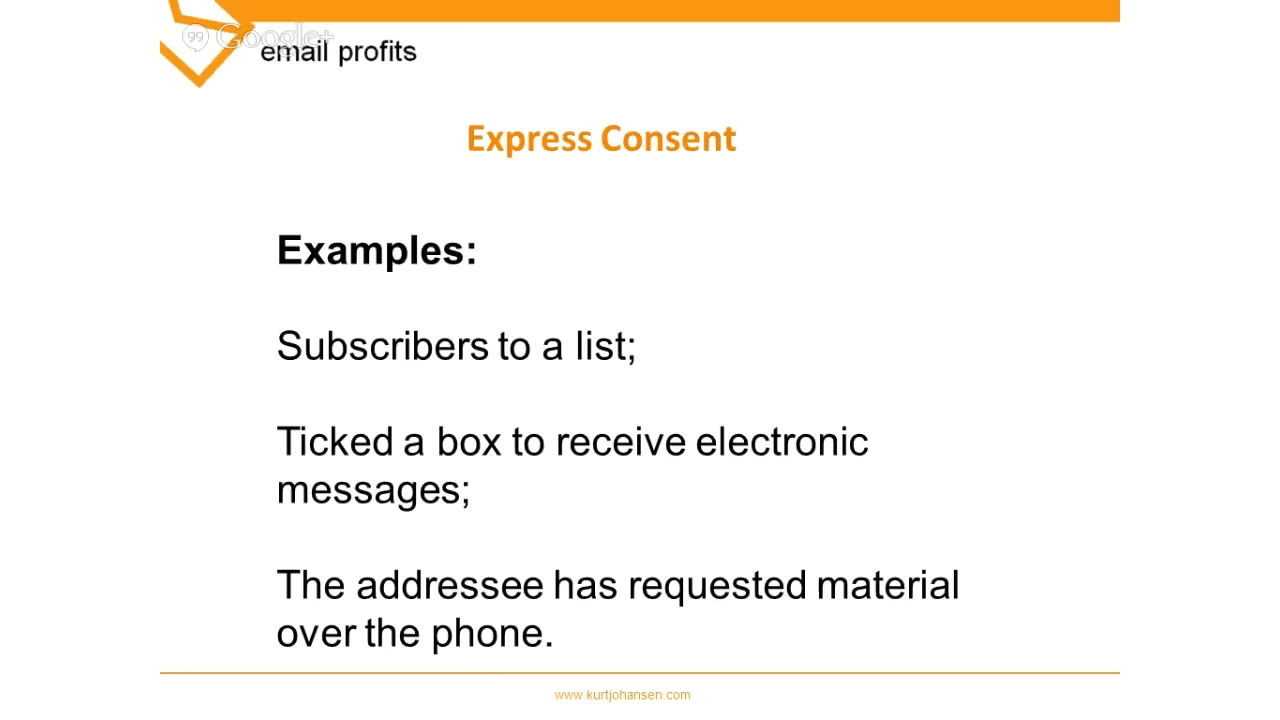 Google+
email profits
Express Consent
Examples:
Subscribers to a list;
Ticked a box to receive electronic
messages;
The addressee has requested material
over the phone.
www.kurtjohansen.com